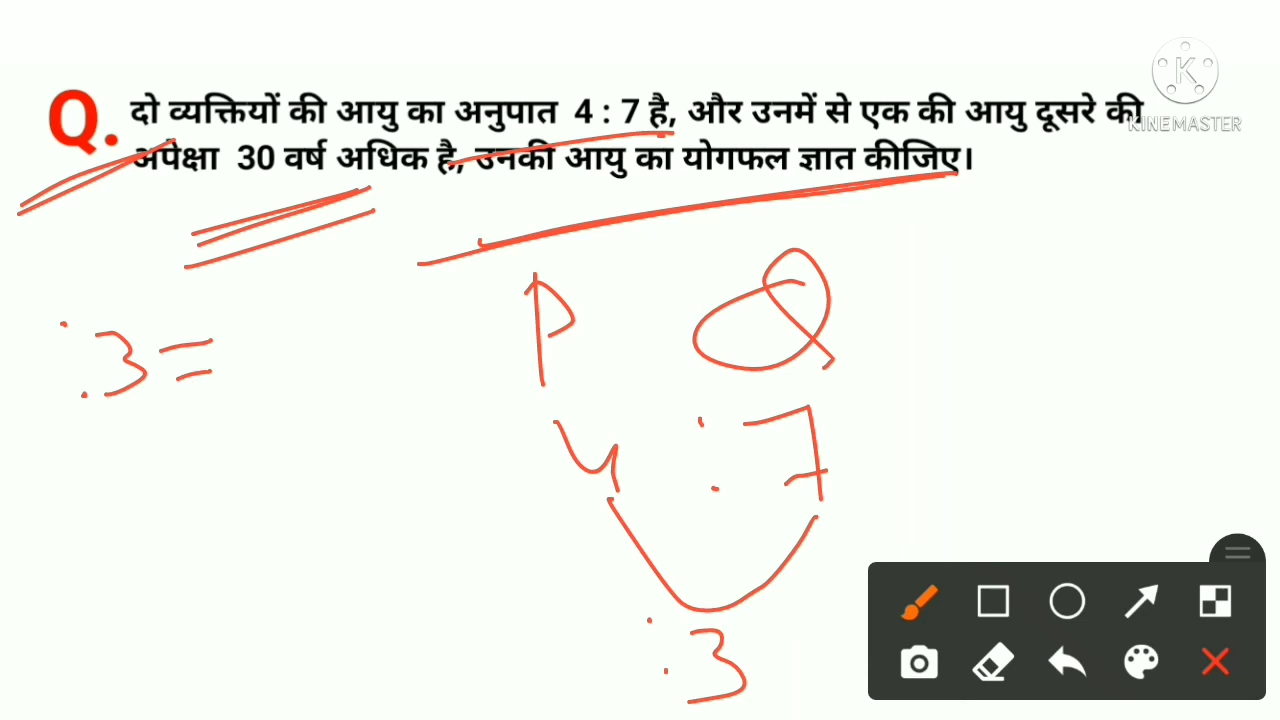 Q. दो व्यक्तियों की आयु का अनुपात 4 : 7 है, और उनमें से एक की आयु दूसरे की
अपेक्षा 30 वर्ष अधिक है, उनकी आयु का योगफल ज्ञात कीजिए।
K
KINEMASTER
P Q
:3=
4 : 7
:3